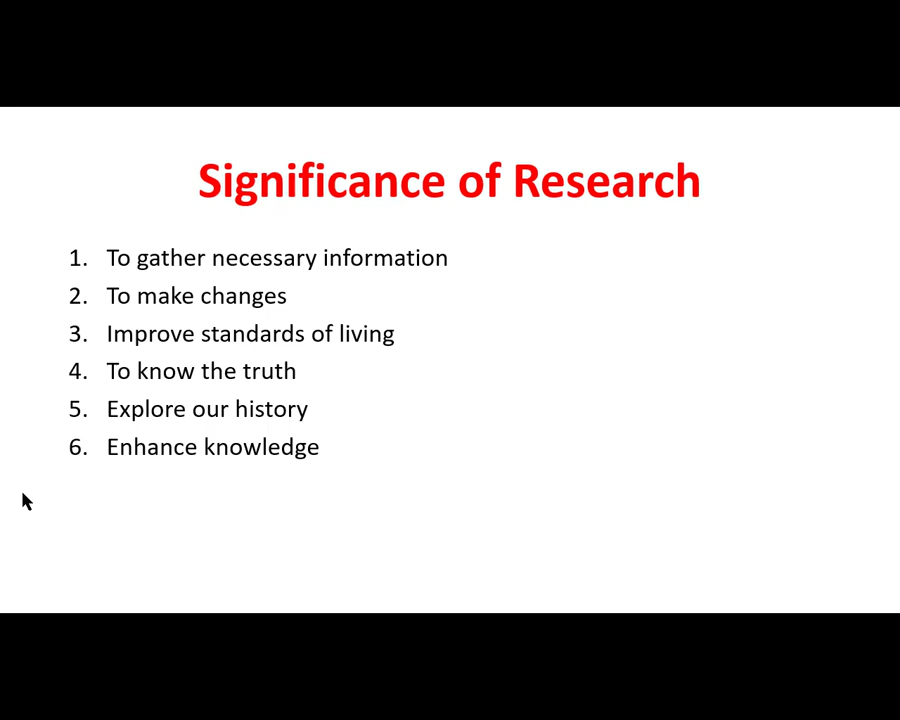 Significance of Research
1. To gather necessary information
2. To make changes
3. Improve standards of living
4. To know the truth
5. Explore our history
6. Enhance knowledge